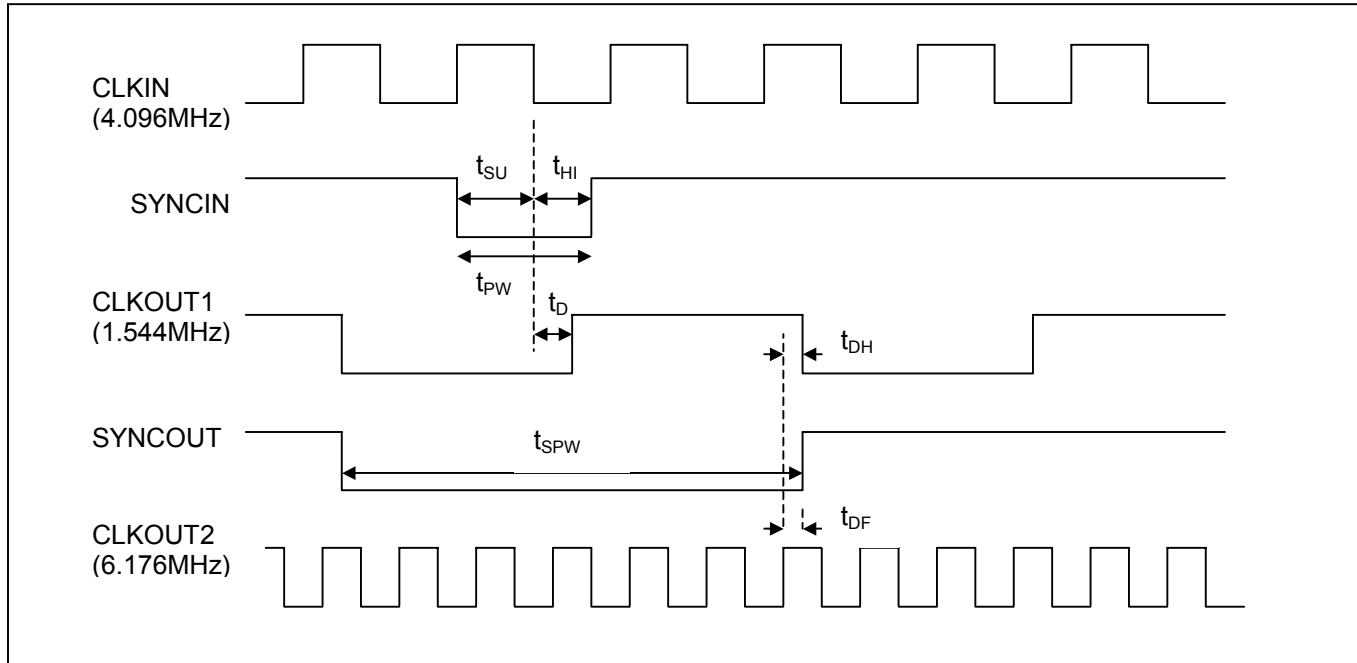 CLKIN
(4.096MHz)
tSU
tHI
SYNCIN
tPW
tD
CLKOUT1
(1.544MHz)
tDH
SYNCOUT
tSPW
tDF
CLKOUT2
(6.176MHz)